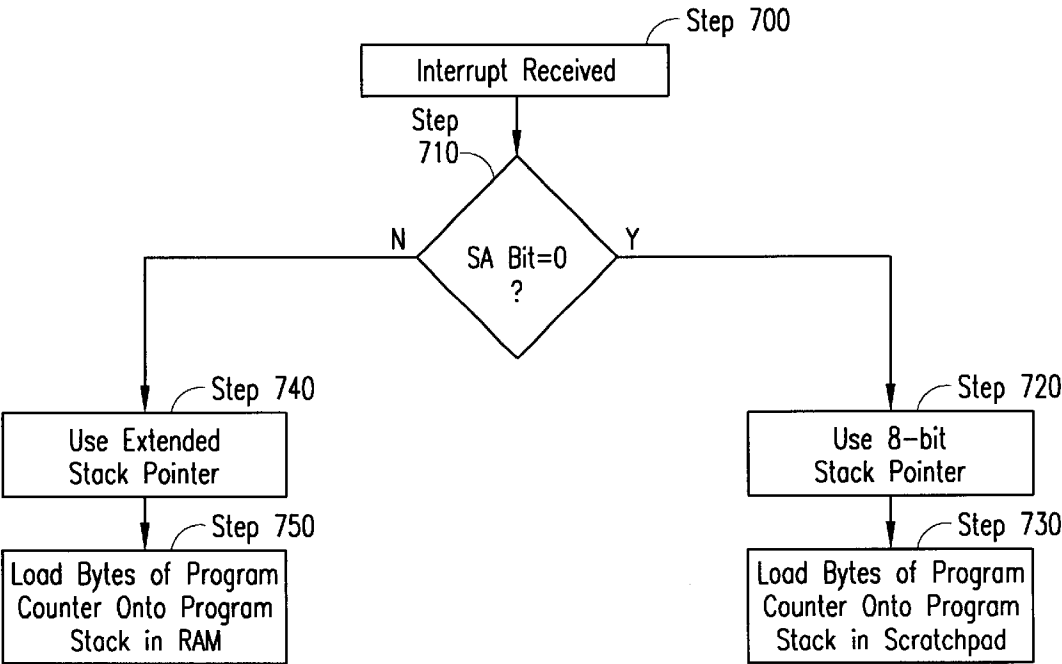 Step 700
Interrupt Received
Step
710
SA Bit=0
?
N
Y
Step 740
Use Extended
Stack Pointer
Step 750
Load Bytes of Program
Counter Onto Program
Stack in RAM
Step 720
Use 8-bit
Stack Pointer
Step 730
Load Bytes of Program
Counter Onto Program
Stack in Scratchpad